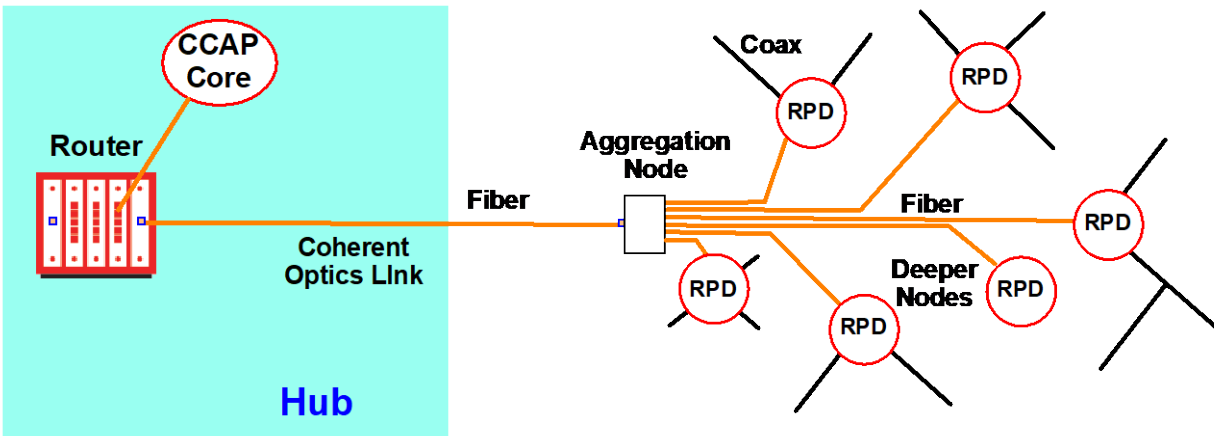 CCAP
Core
Router
Coherent
Optics LInk
Hub
Fiber
Aggregation
Node
Coax
RPD
RPD
Fiber
RPD
RPD
Deeper
Nodes
RPD
RPD